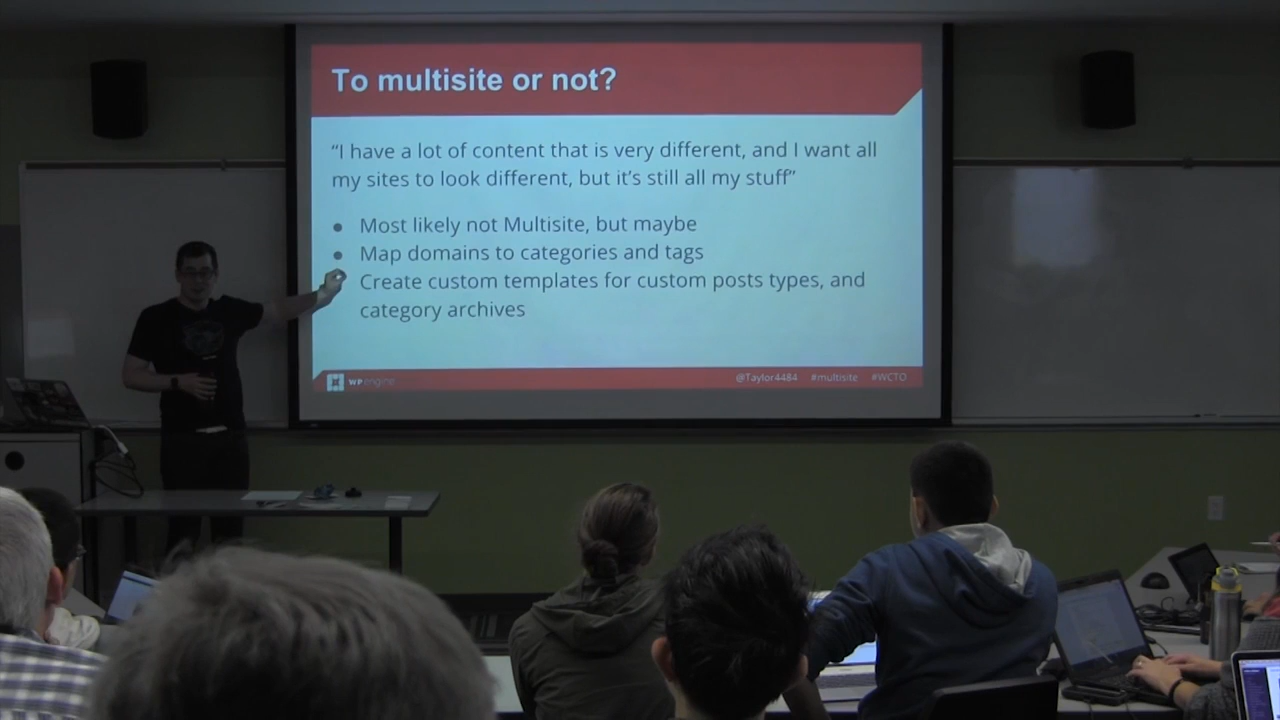 To multisite or not?
“I have a lot of content that is very different, and I want all
my sites to look different, but it’s still all my stuff”
● Most likely not Multisite, but maybe
● Map domains to categories and tags
● Create custom templates for custom posts types, and
category archives
WP engine @Taylor4484 #multisite #WCTO